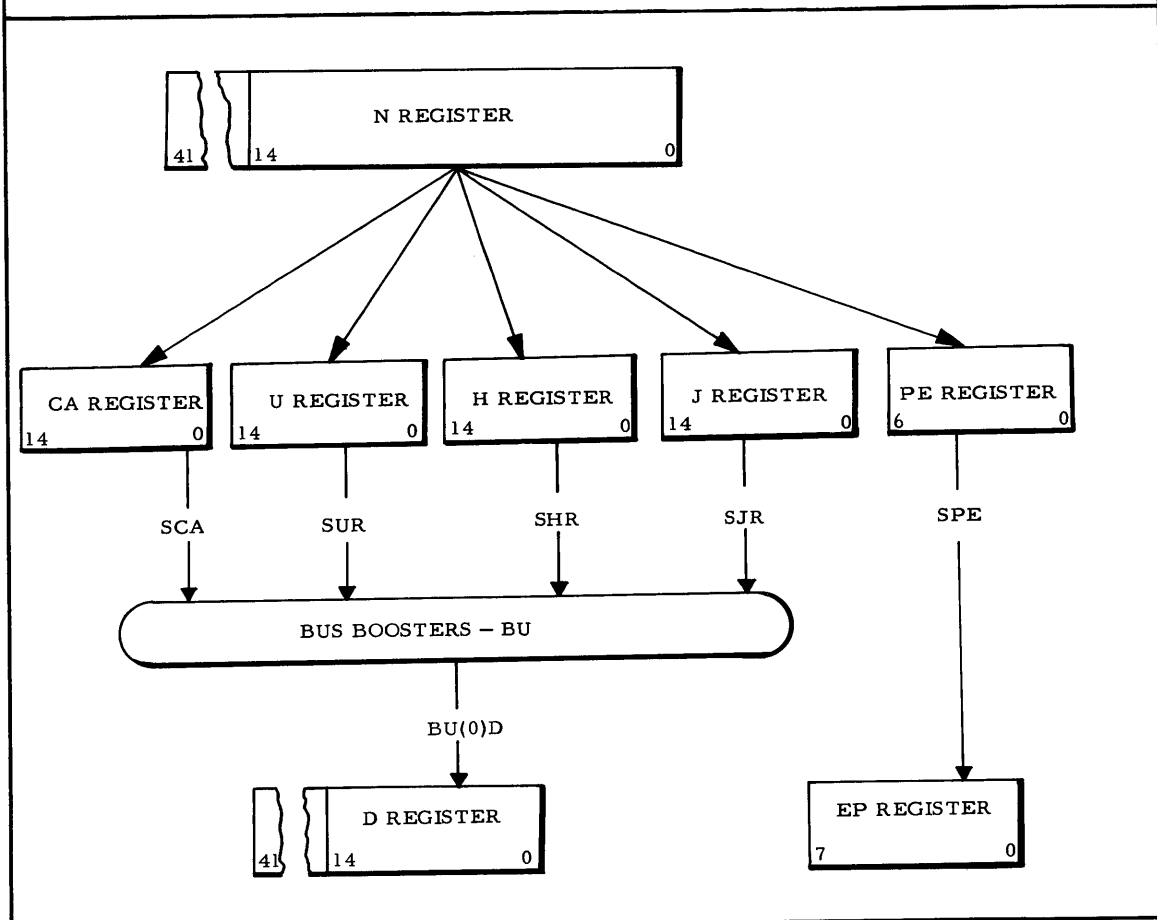 N REGISTER
41 14 0
CA REGISTER
14 0
U REGISTER
14 0
H REGISTER
14 0
J REGISTER
14 0
PE REGISTER
6 0
SCA SUR SHR SJR SPE
BUS BOOSTERS – BU
BU(0)D
D REGISTER
41 14 0
EP REGISTER
7 0